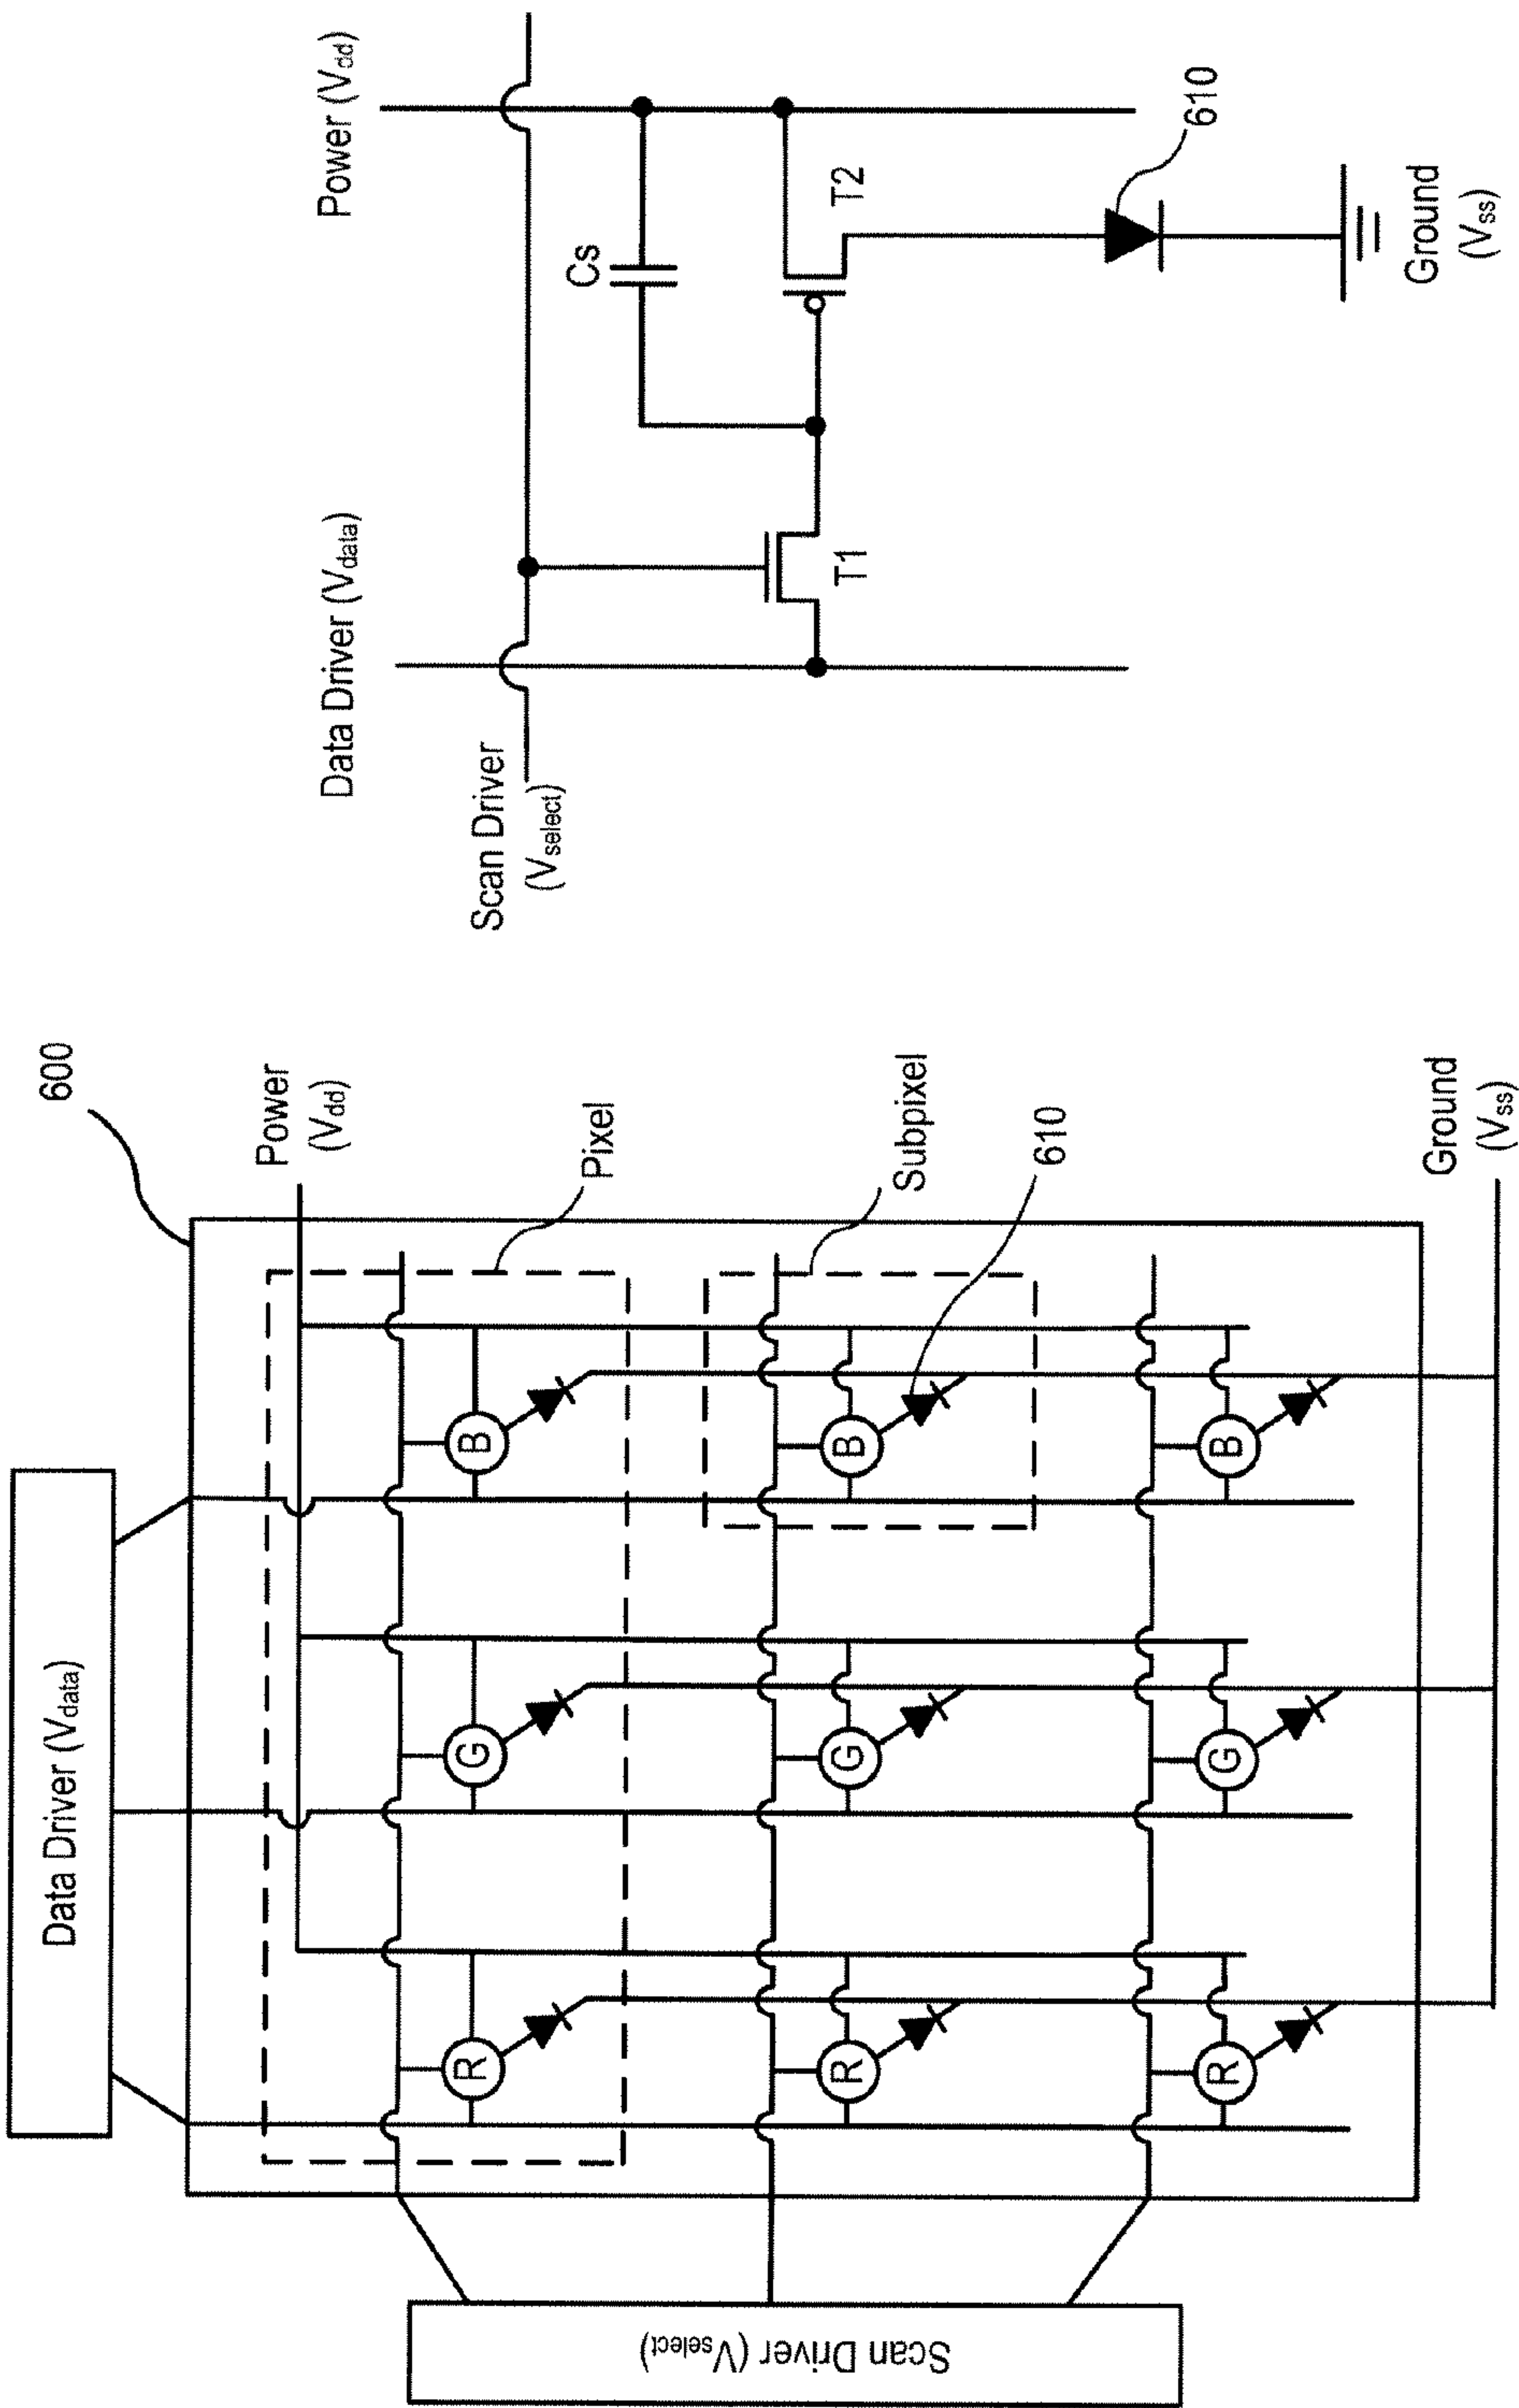 Data Driver (Vdata)
600
Power
(Vdd)
Pixel
Subpixel
610
Ground
(Vss)
R
G
B
R
G
B
R
G
B
Scan Driver (Vselect)
Data Driver (Vdata)
Power (Vdd)
Scan Driver
(Vselect)
Cs
T1
T2
610
Ground
(Vss)